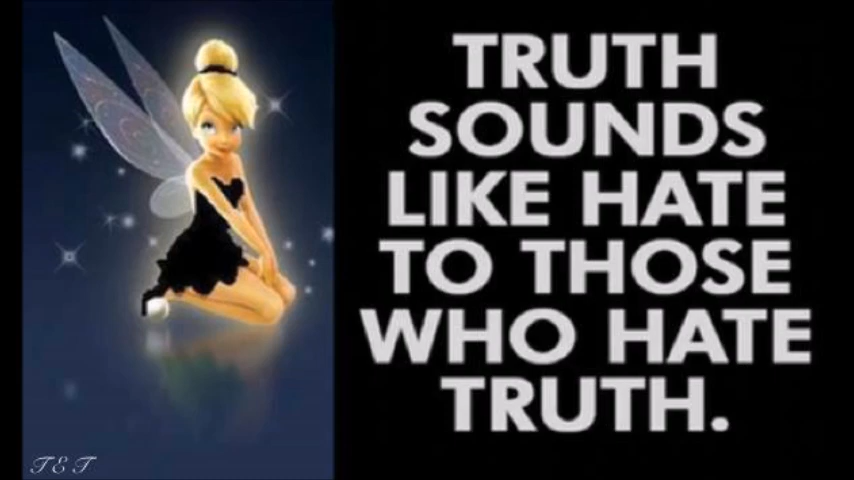 TRUTH
SOUNDS
LIKE HATE
TO THOSE
WHO HATE
TRUTH.
T&T